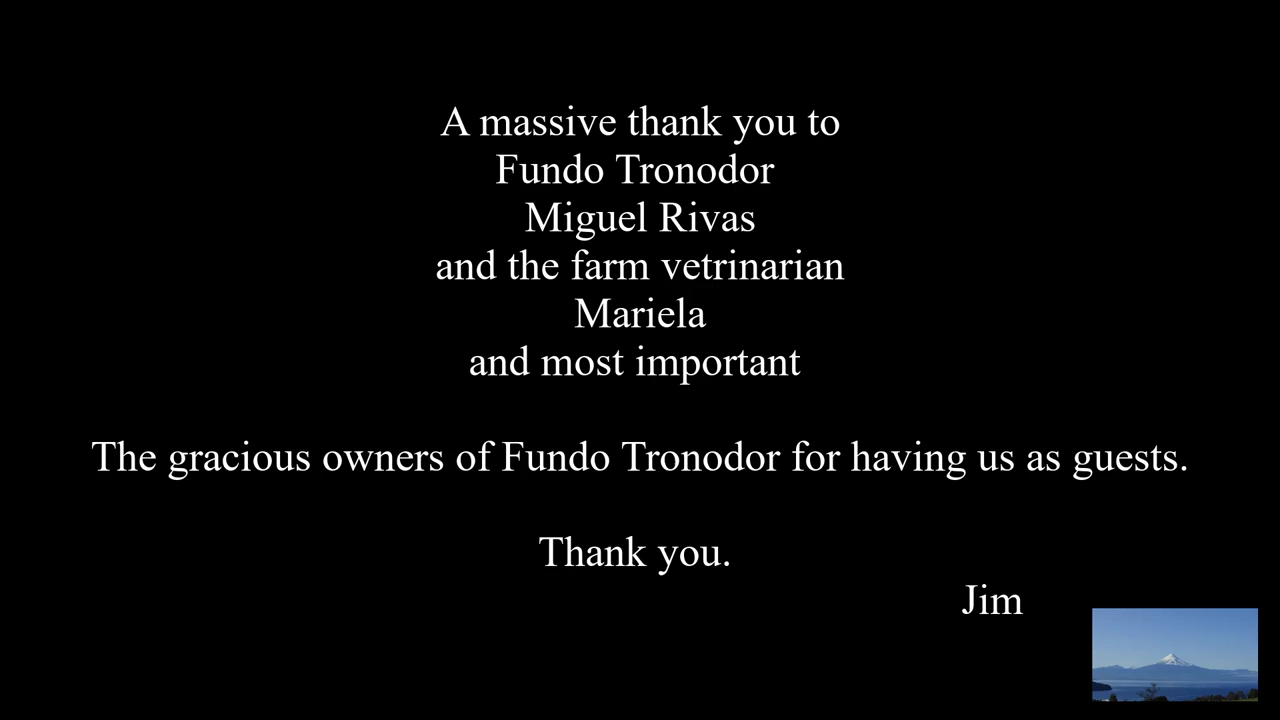 A massive thank you to
Fundo Tronodor
Miguel Rivas
and the farm vetrinarian
Mariela
and most important
The gracious owners of Fundo Tronodor for having us as guests.
Thank you.
Jim